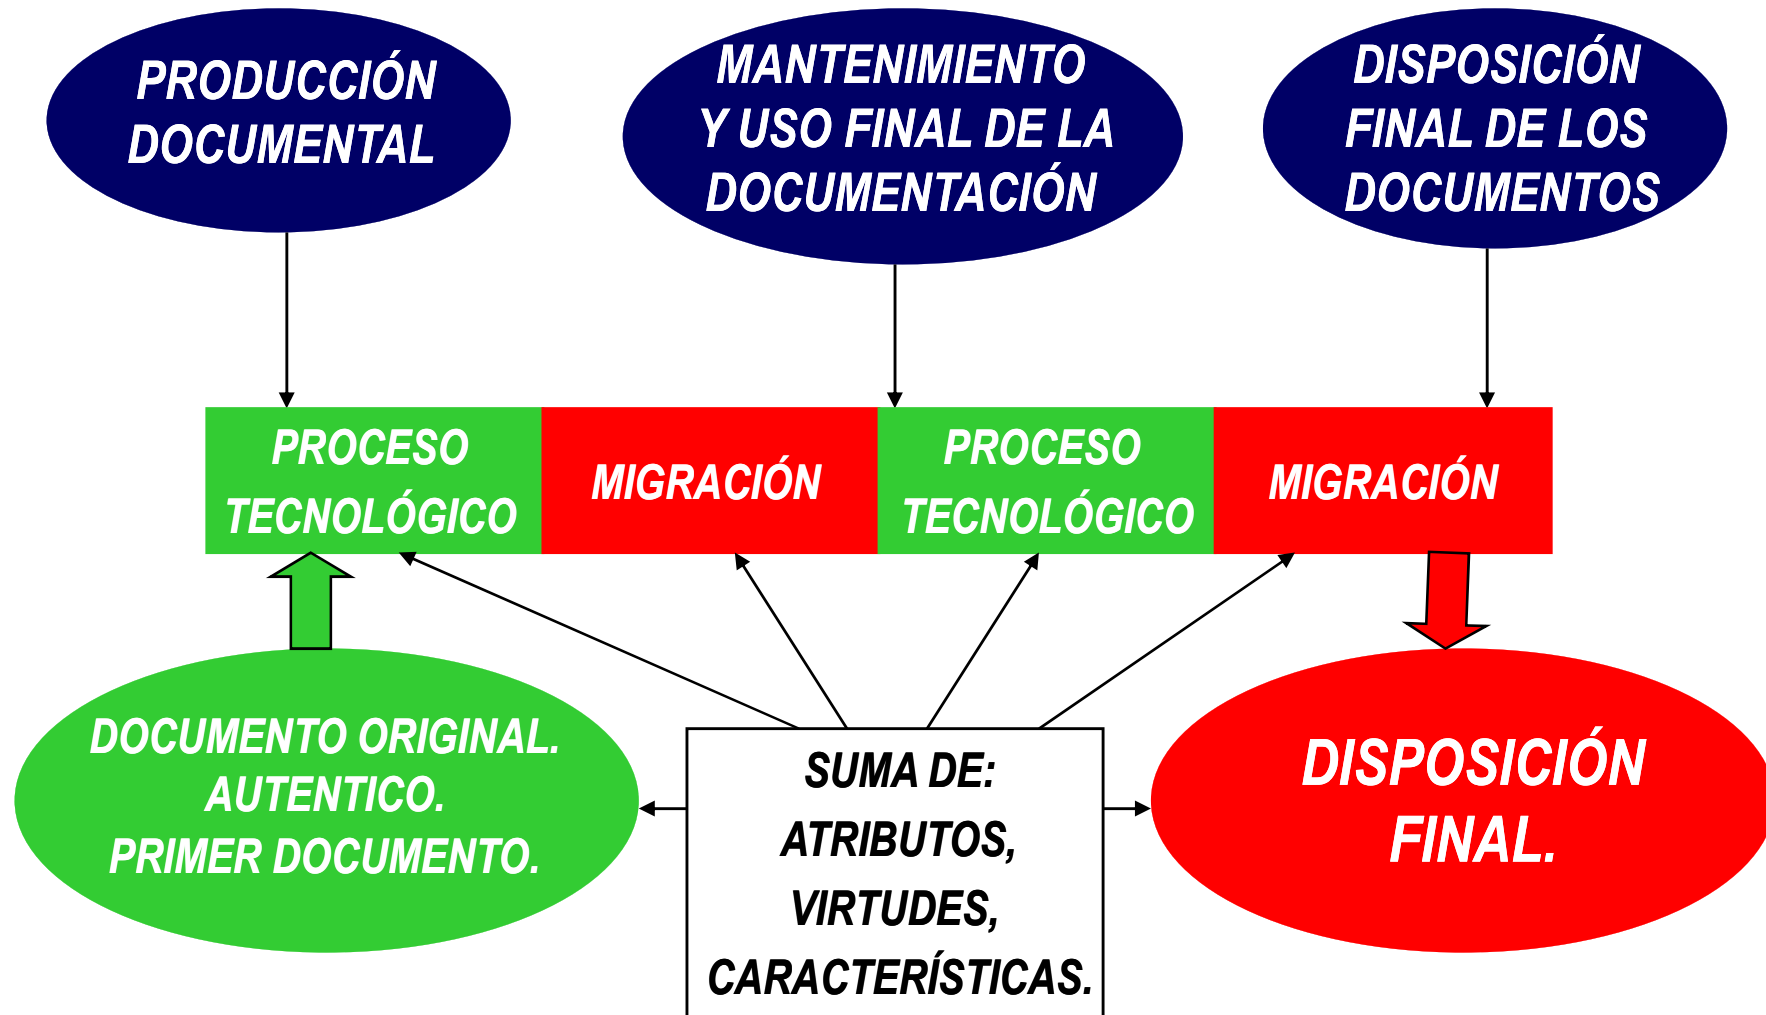 PRODUCCIÓN
DOCUMENTAL
MANTENIMIENTO
Y USO FINAL DE LA
DOCUMENTACIÓN
DISPOSICIÓN
FINAL DE LOS
DOCUMENTOS
PROCESO
TECNOLÓGICO
MIGRACIÓN
PROCESO
TECNOLÓGICO
MIGRACIÓN
DOCUMENTO ORIGINAL.
AUTENTICO.
PRIMER DOCUMENTO.
SUMA DE:
ATRIBUTOS,
VIRTUDES,
CARACTERÍSTICAS.
DISPOSICIÓN
FINAL.